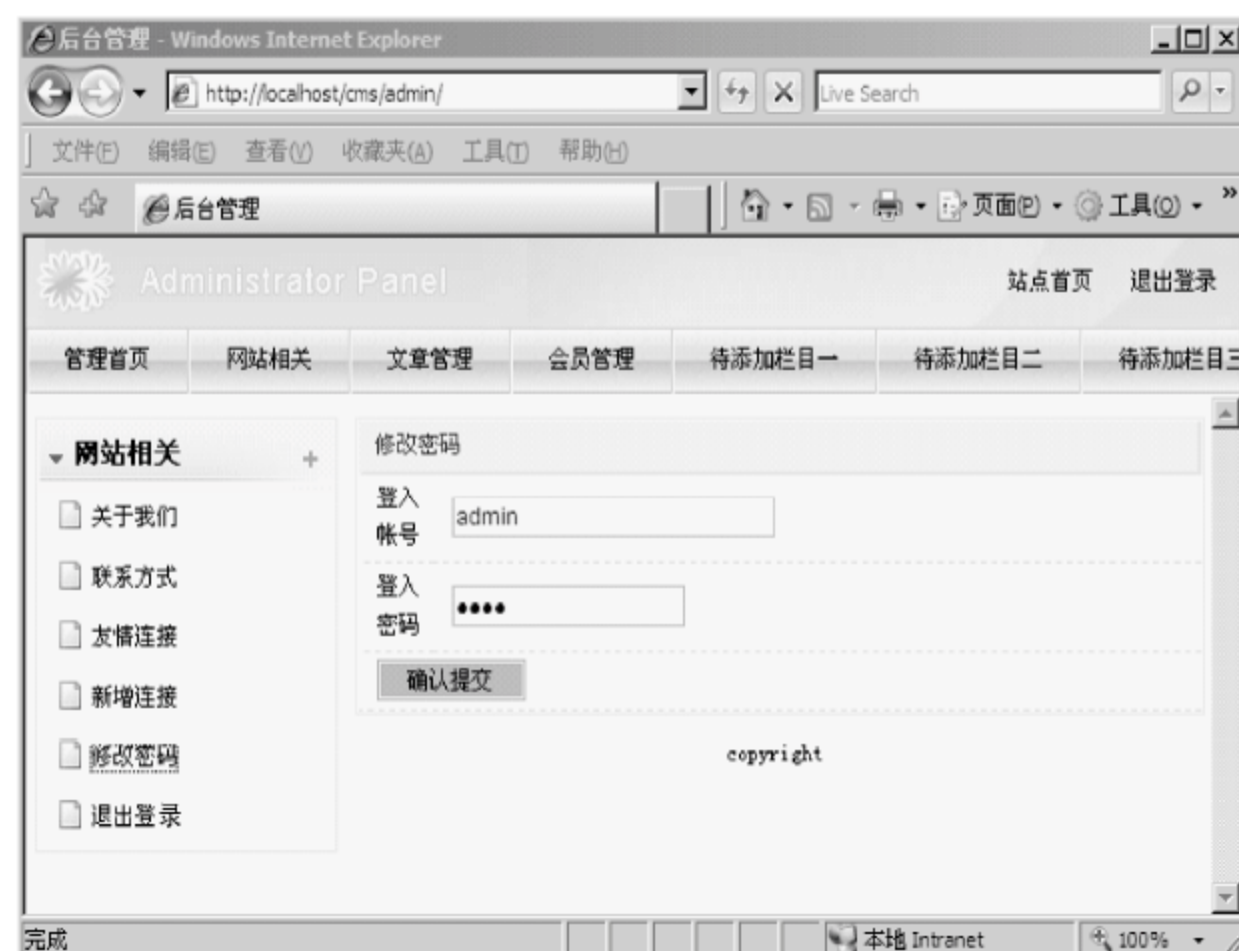 后台管理 - Windows Internet Explorer
http://localhost/cms/admin/
Live Search
文件(F) 编辑(E) 查看(V) 收藏夹(A) 工具(T) 帮助(H)
后台管理
页面(P) 工具(O)
Administrator Panel
站点首页 退出登录
管理首页 网站相关 文章管理 会员管理 待添加栏目一 待添加栏目二 待添加栏目三
网站相关
关于我们
联系方式
友情连接
新增连接
修改密码
退出登录
修改密码
登入
帐号
admin
登入
密码
确认提交
copyright
完成
本地 Intranet
100%